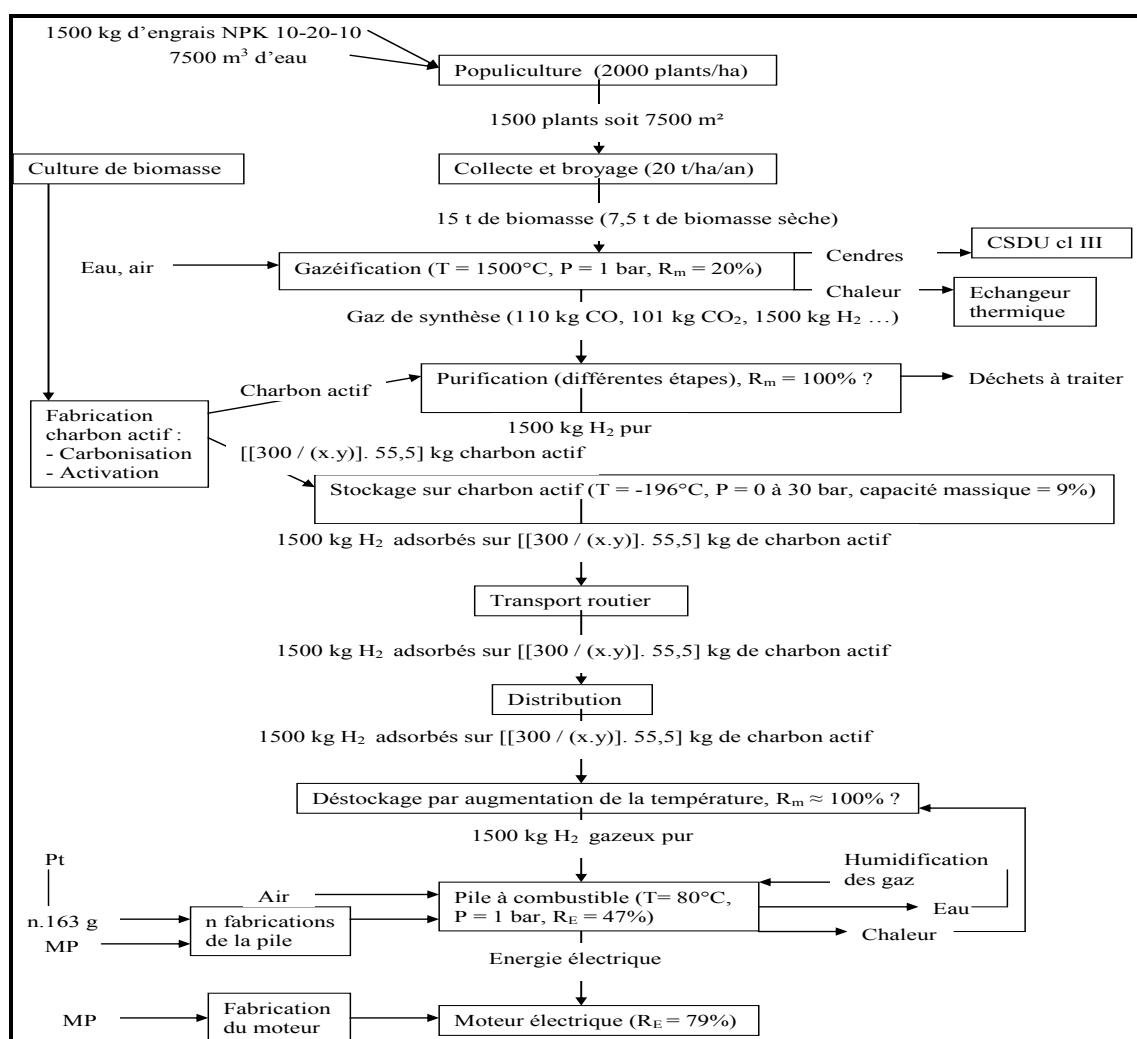 1500 kg d'engrais NPK 10-20-10
7500 m³ d'eau
Populiculture (2000 plants/ha)
1500 plants soit 7500 m²
Culture de biomasse
Collecte et broyage (20 t/ha/an)
15 t de biomasse (7,5 t de biomasse sèche)
Eau, air
Gazéification (T = 1500°C, P = 1 bar, Rₘ = 20%)
Cendres
CSDU cl III
Chaleur
Echangeur
thermique
Gaz de synthèse (110 kg CO, 101 kg CO₂, 1500 kg H₂ …)
Charbon actif
Purification (différentes étapes), Rₘ = 100% ?
Déchets à traiter
Fabrication
charbon actif :
- Carbonisation
- Activation
1500 kg H₂ pur
[[300 / (x.y)]. 55,5] kg charbon actif
Stockage sur charbon actif (T = -196°C, P = 0 à 30 bar, capacité massique = 9%)
1500 kg H₂ adsorbés sur [[300 / (x.y)]. 55,5] kg de charbon actif
Transport routier
1500 kg H₂ adsorbés sur [[300 / (x.y)]. 55,5] kg de charbon actif
Distribution
1500 kg H₂ adsorbés sur [[300 / (x.y)]. 55,5] kg de charbon actif
Déstockage par augmentation de la température, Rₘ ≈ 100% ?
1500 kg H₂ gazeux pur
Pt
n.163 g
MP
n fabrications
de la pile
Air
Pile à combustible (T= 80°C,
P = 1 bar, R_E = 47%)
Humidification
des gaz
Eau
Chaleur
Energie électrique
MP
Fabrication
du moteur
Moteur électrique (R_E = 79%)